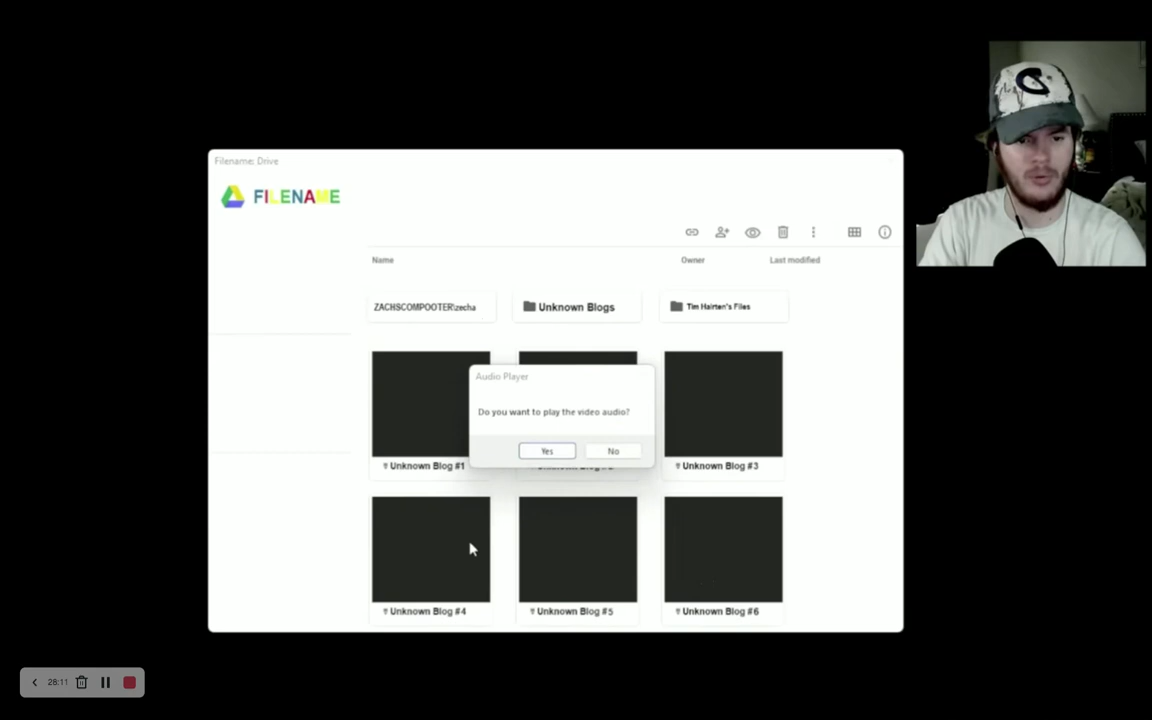 Filename: Drive
FILENAME
Name Owner Last modified
ZACHSCOMPOOTER\zecha Unknown Blogs Tim Hairten's Files
Audio Player
Do you want to play the video audio?
Yes No
Unknown Blog #1 Unknown Blog #3
Unknown Blog #4 Unknown Blog #5 Unknown Blog #6
28:11